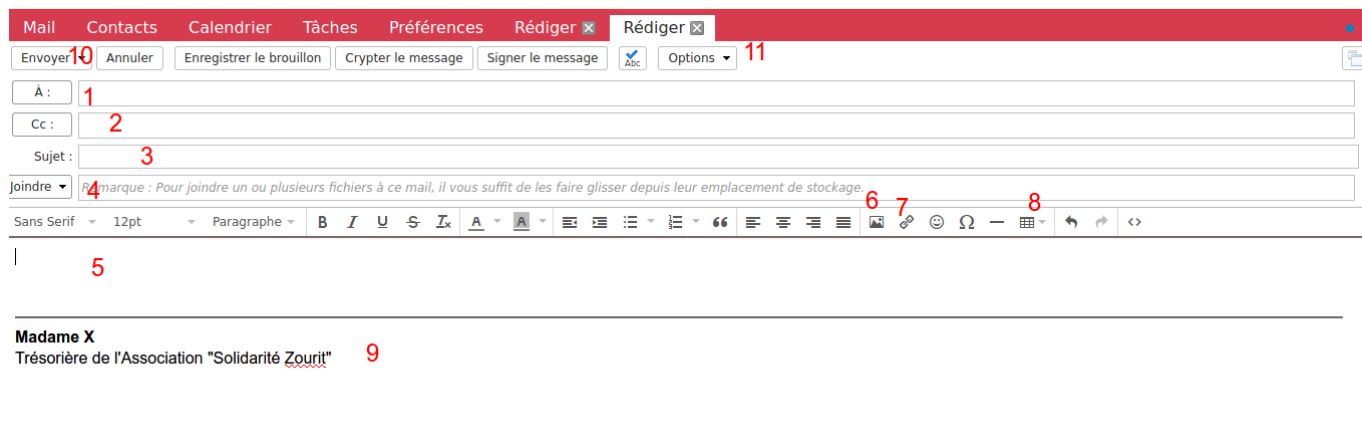 Mail Contacts Calendrier Tâches Préférences Rédiger Rédiger
Envoyer 10 Annuler Enregistrer le brouillon Crypter le message Signer le message Abc Options 11
À : 1
Cc : 2
Sujet : 3
Joindre 4 Remarque : Pour joindre un ou plusieurs fichiers à ce mail, il vous suffit de les faire glisser depuis leur emplacement de stockage.
6 7 8
Sans Serif 12pt Paragraphe B I U S Tx A A Ω <>
5
Madame X
Trésorière de l'Association "Solidarité Zourit" 9